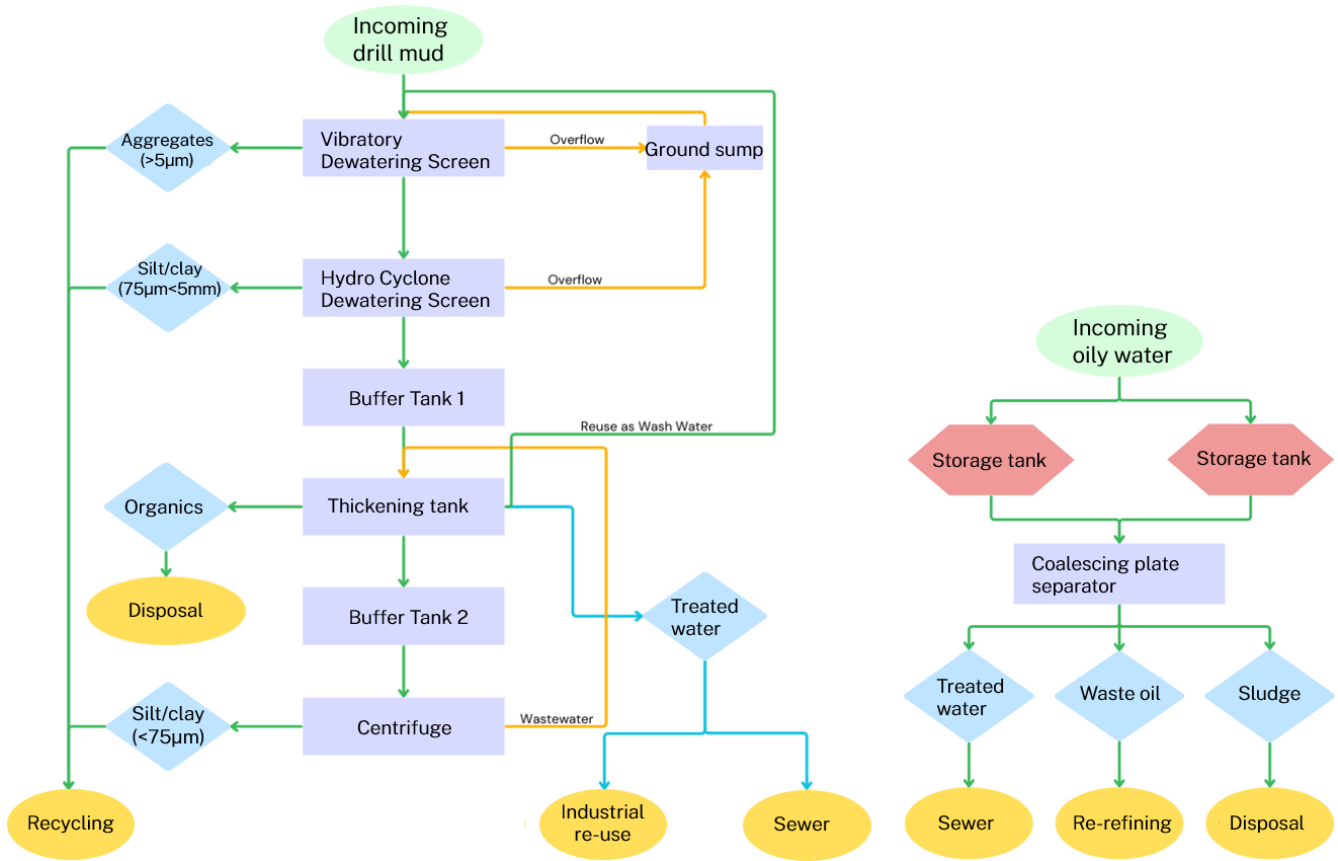 Incoming
drill mud
Aggregates
(>5µm)
Vibratory
Dewatering Screen
Overflow
Ground sump
Silt/clay
(75µm<5mm)
Hydro Cyclone
Dewatering Screen
Overflow
Buffer Tank 1
Reuse as Wash Water
Organics
Thickening tank
Disposal
Buffer Tank 2
Treated
water
Silt/clay
(<75µm)
Centrifuge
Wastewater
Recycling
Industrial
re-use
Sewer
Incoming
oily water
Storage tank
Storage tank
Coalescing plate
separator
Treated
water
Waste oil
Sludge
Sewer
Re-refining
Disposal